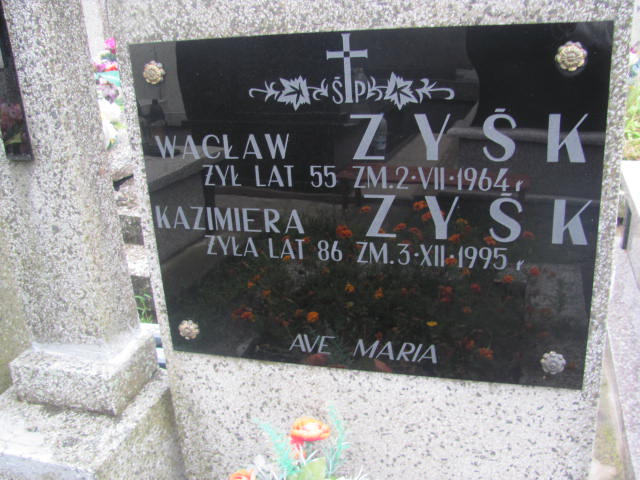 ŚP
WACŁAW ZYŚK
ŻYŁ LAT 55 ZM.2·VII·1964 r
KAZIMIERA ZYŚK
ŻYŁA LAT 86 ZM.3·XII·1995 r
AVE MARIA